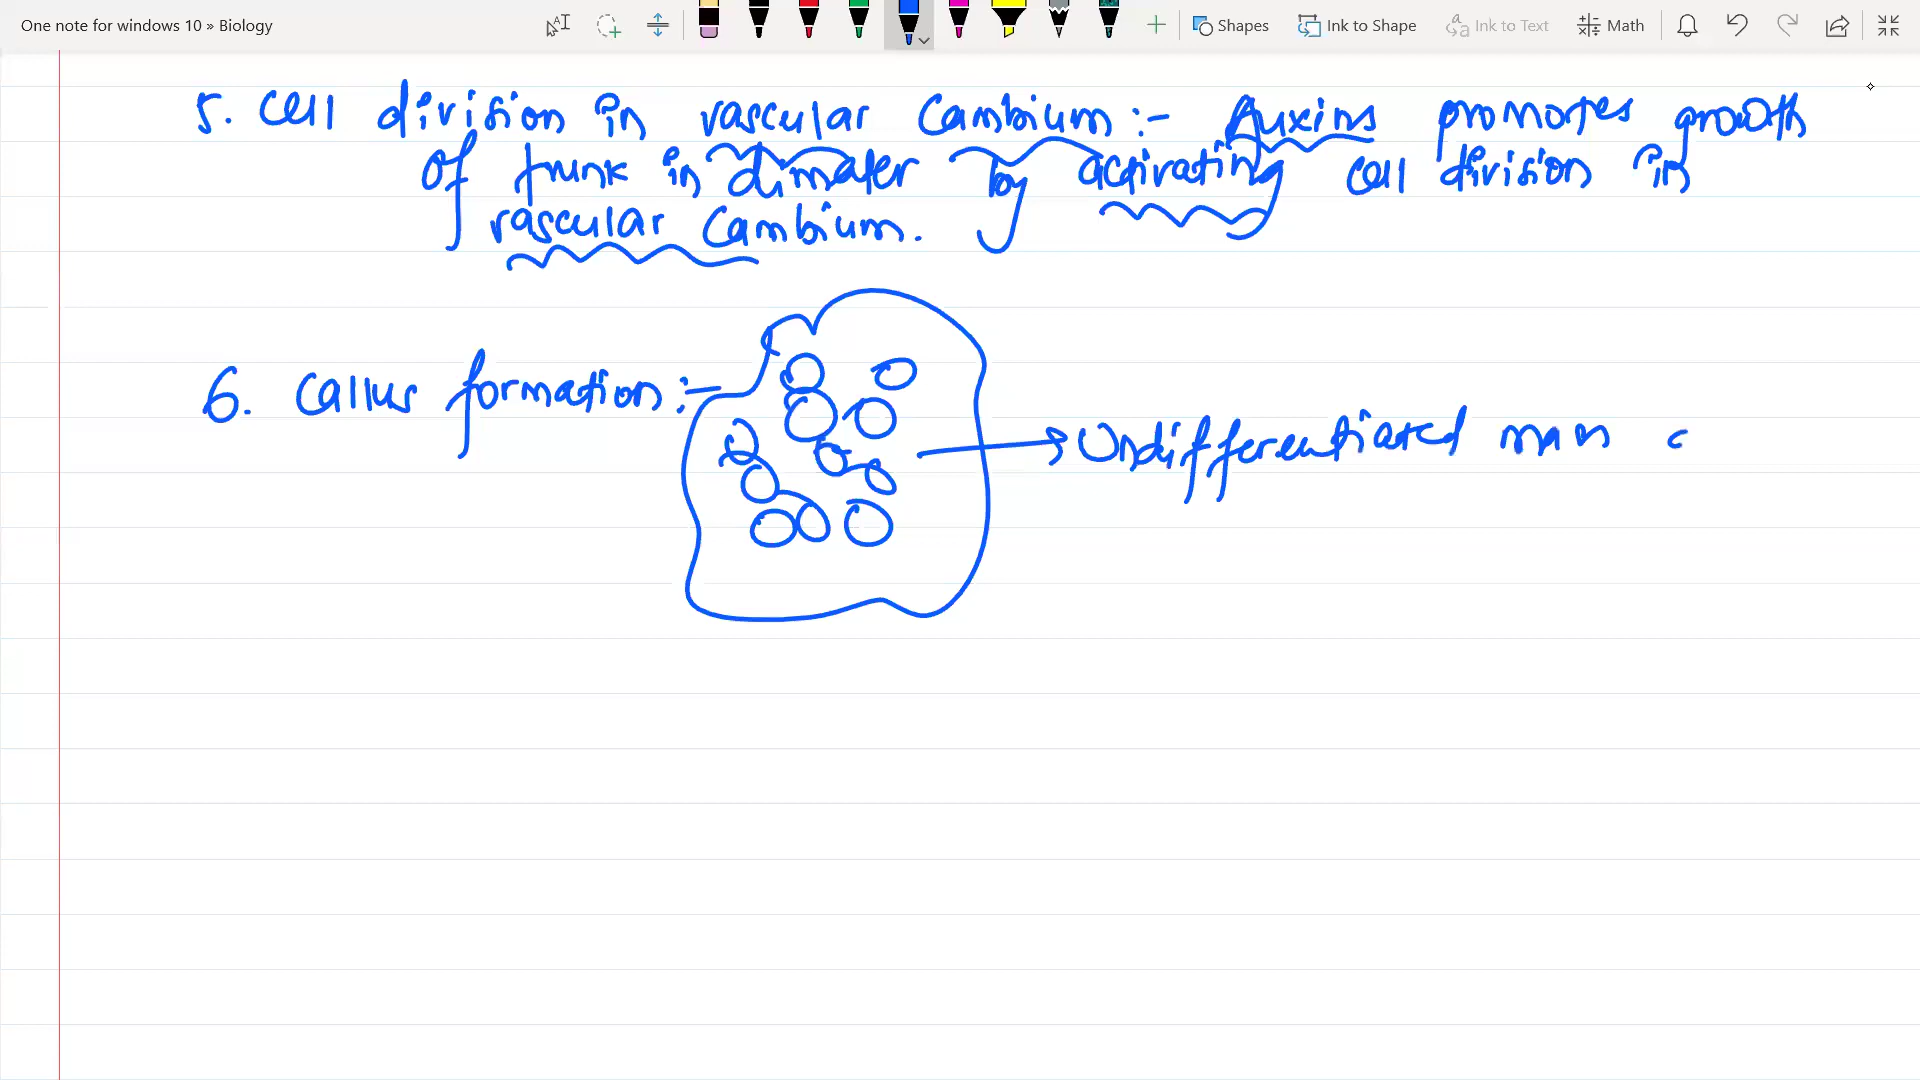 One note for windows 10 » Biology
Shapes Ink to Shape Ink to Text Math
5. Cell division in vascular Cambium:- Auxins promotes growth
of trunk in dimater by activating cell division in
vascular Cambium.
6. Callus formation:-
Undifferentiated mass